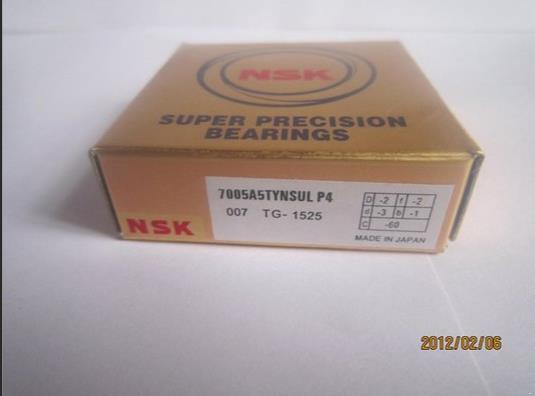 NSK
SUPER PRECISION
BEARINGS
7005A5TYNSUL P4
007 TG- 1525
D -2 r -2
d -3 b -1
C -60
MADE IN JAPAN
NSK
2012/02/06